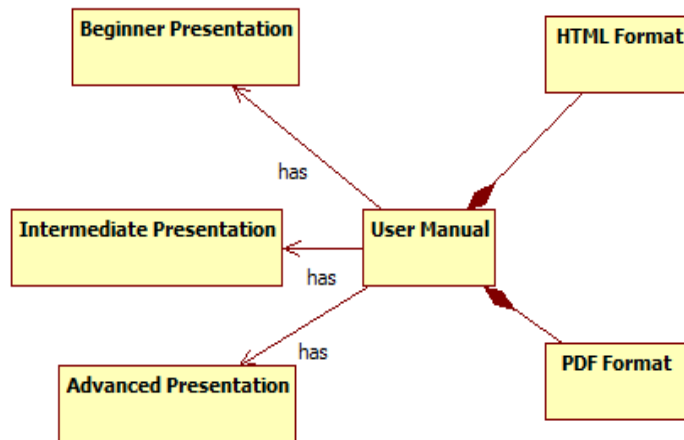 Beginner Presentation
HTML Format
has
Intermediate Presentation
User Manual
has
has
Advanced Presentation
PDF Format